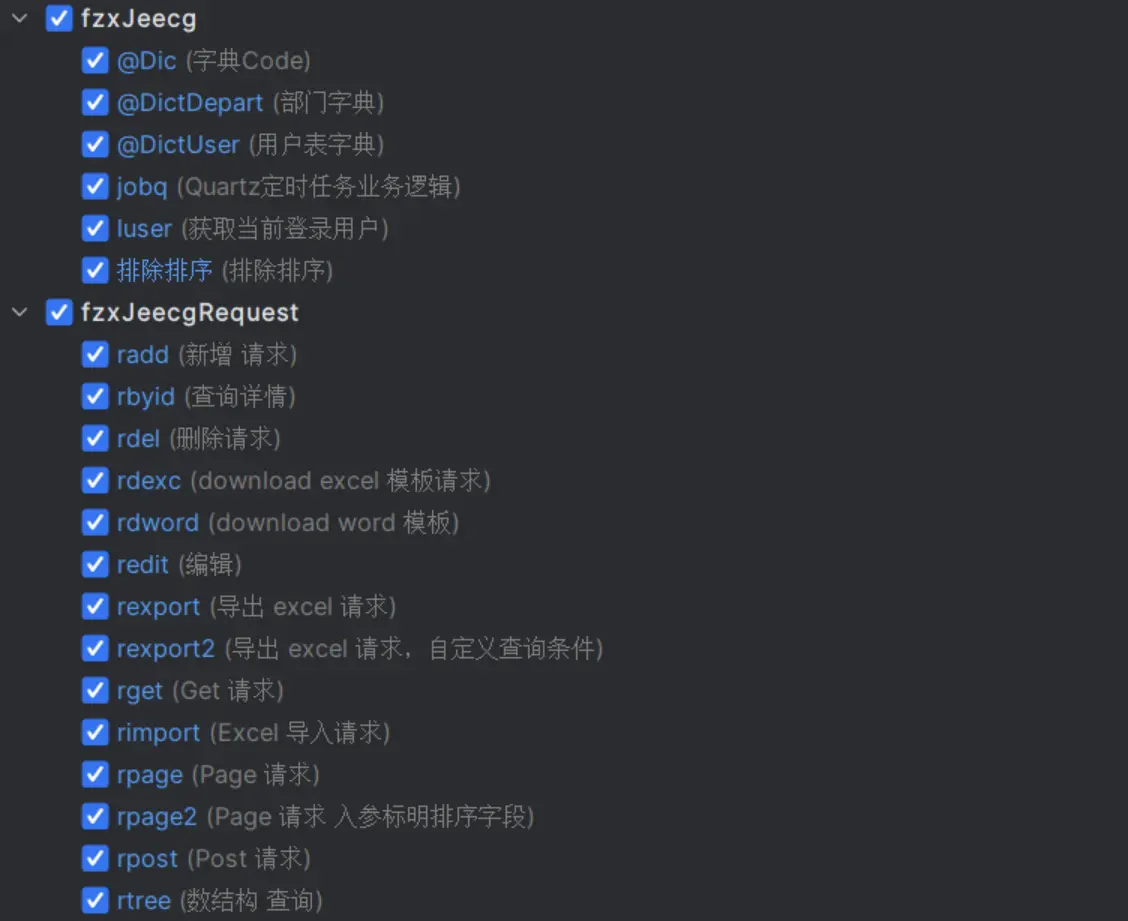 fzxJeecg
@Dic (字典Code)
@DictDepart (部门字典)
@DictUser (用户表字典)
jobq (Quartz定时任务业务逻辑)
luser (获取当前登录用户)
排除排序 (排除排序)
fzxJeecgRequest
radd (新增 请求)
rbyid (查询详情)
rdel (删除请求)
rdexc (download excel 模板请求)
rdword (download word 模板)
redit (编辑)
rexport (导出 excel 请求)
rexport2 (导出 excel 请求，自定义查询条件)
rget (Get 请求)
rimport (Excel 导入请求)
rpage (Page 请求)
rpage2 (Page 请求 入参标明排序字段)
rpost (Post 请求)
rtree (数结构 查询)